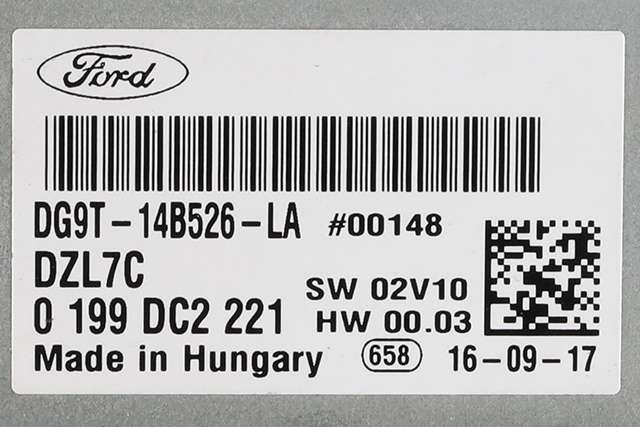 Ford
DG9T-14B526-LA #00148
DZL7C
SW 02V10
0 199 DC2 221 HW 00.03
Made in Hungary 658 16-09-17